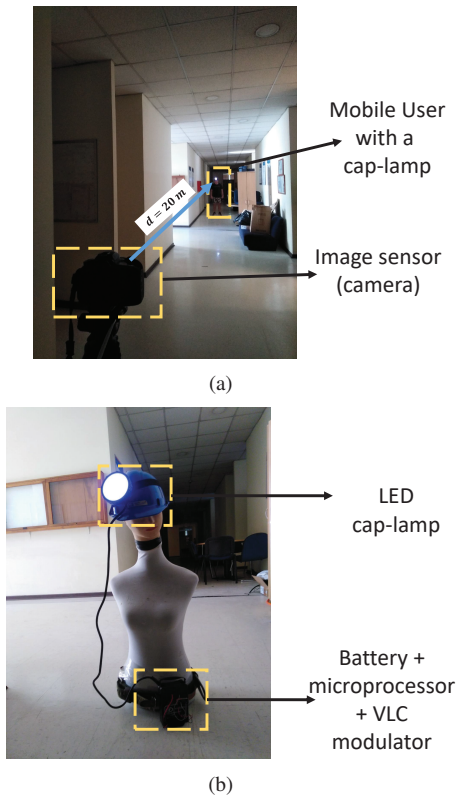 Mobile User
with a
cap-lamp
d = 20 m
Image sensor
(camera)
(a)
LED
cap-lamp
Battery +
microprocessor
+ VLC
modulator
(b)